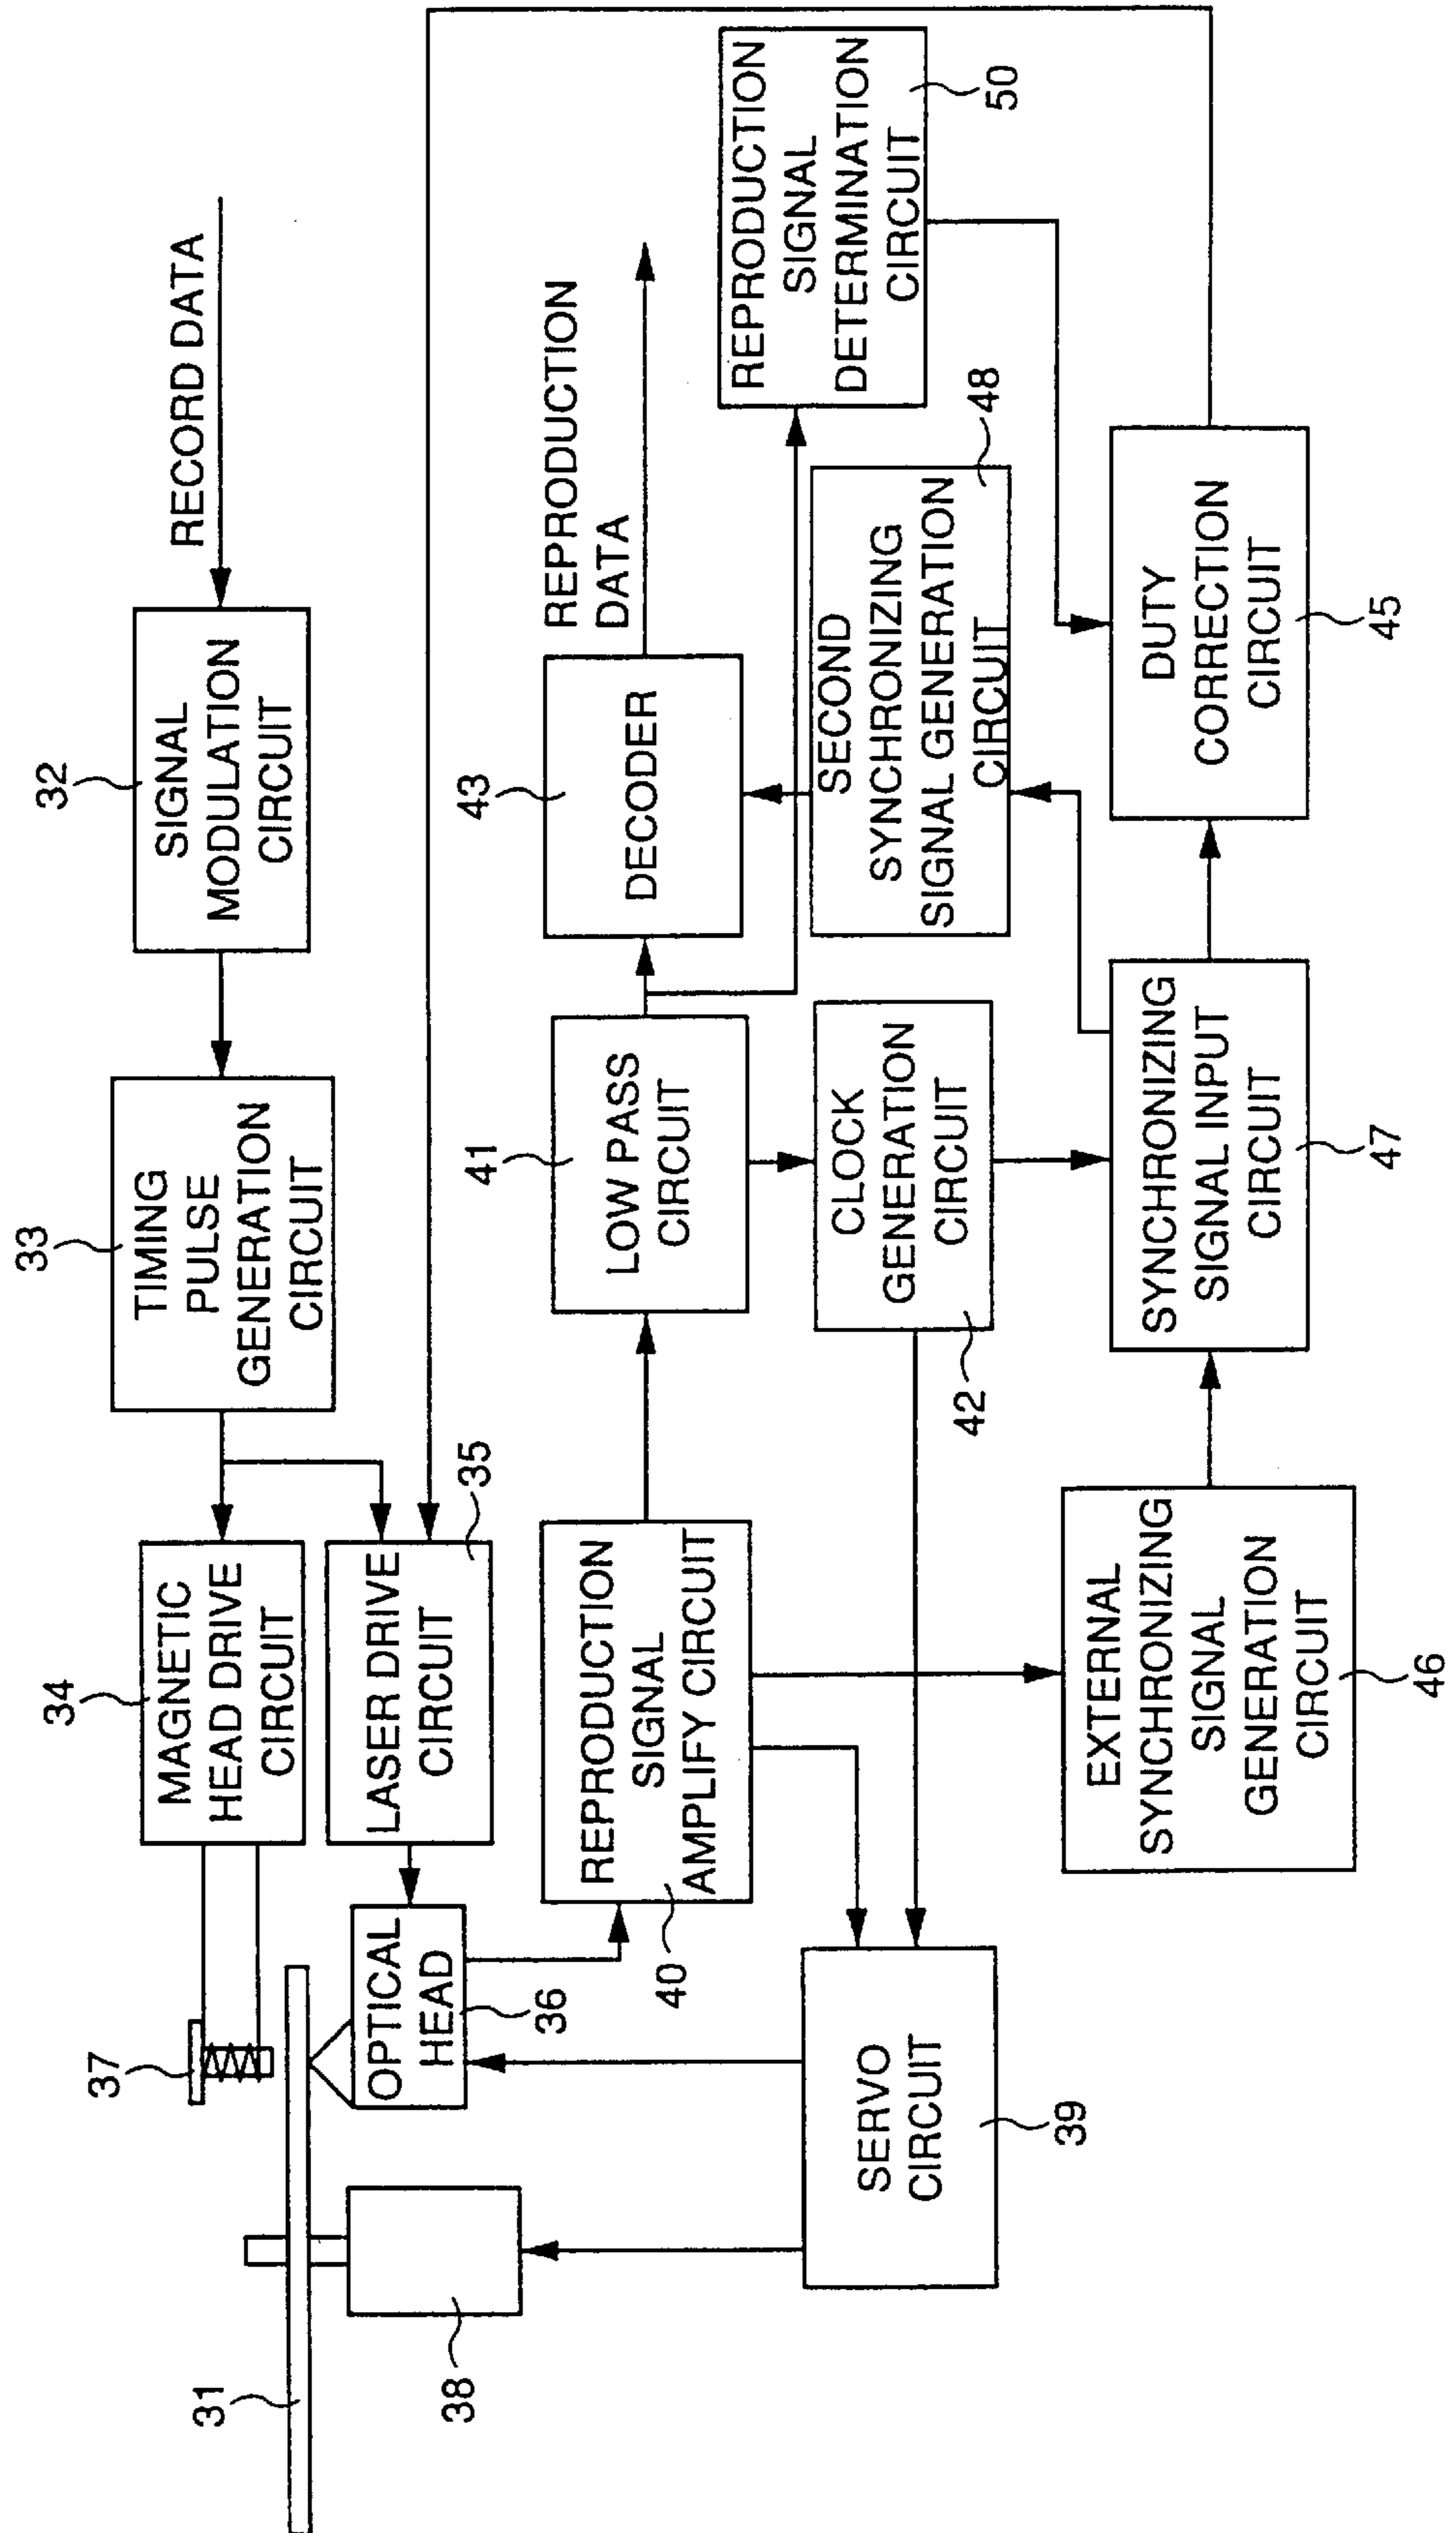 RECORD DATA
32
SIGNAL
MODULATION
CIRCUIT
33
TIMING
PULSE
GENERATION
CIRCUIT
34
MAGNETIC
HEAD DRIVE
CIRCUIT
35
LASER DRIVE
CIRCUIT
37
31
OPTICAL
HEAD
36
38
REPRODUCTION
SIGNAL
AMPLIFY CIRCUIT
40
41
LOW PASS
CIRCUIT
43
DECODER
REPRODUCTION
DATA
REPRODUCTION
SIGNAL
DETERMINATION
CIRCUIT
50
SERVO
CIRCUIT
39
CLOCK
GENERATION
CIRCUIT
42
SECOND
SYNCHRONIZING
SIGNAL GENERATION
CIRCUIT
48
EXTERNAL
SYNCHRONIZING
SIGNAL
GENERATION
CIRCUIT
46
SYNCHRONIZING
SIGNAL INPUT
CIRCUIT
47
DUTY
CORRECTION
CIRCUIT
45